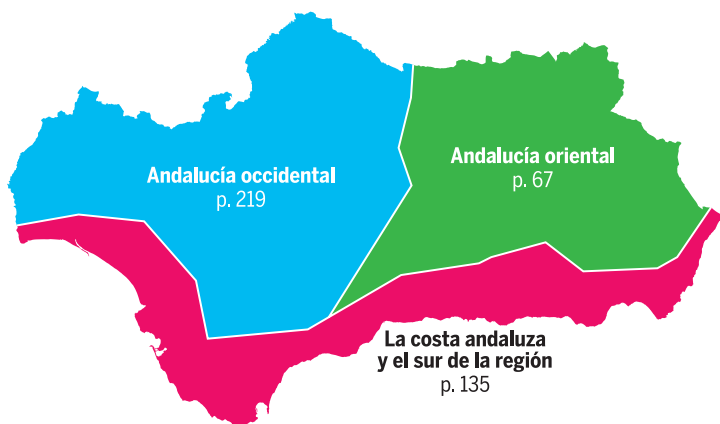 Andalucía occidental
p. 219
Andalucía oriental
p. 67
La costa andaluza
y el sur de la región
p. 135